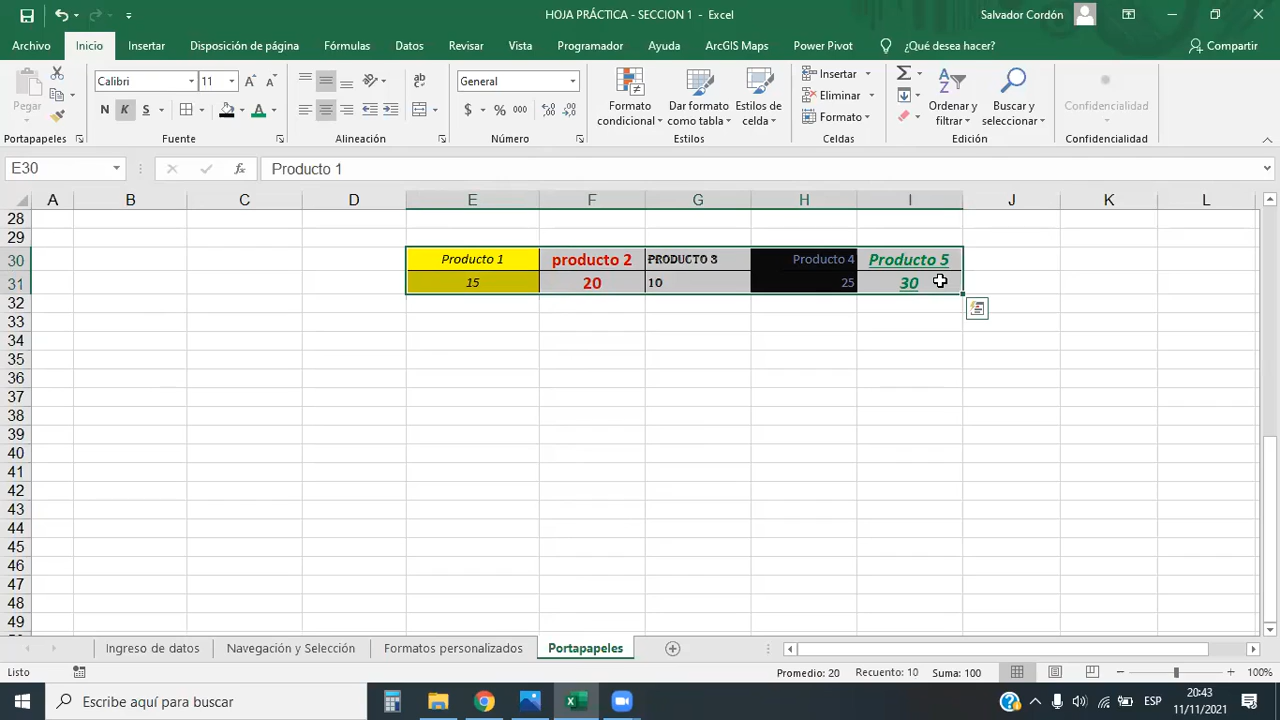 HOJA PRÁCTICA - SECCION 1 - Excel
Salvador Cordón
Archivo Inicio Insertar Disposición de página Fórmulas Datos Revisar Vista Programador Ayuda ArcGIS Maps Power Pivot ¿Qué desea hacer? Compartir
Pegar
Portapapeles
Calibri 11
N K S
Fuente
ab
Alineación
General
$ % 000
Número
Formato condicional
Dar formato como tabla
Estilos de celda
Estilos
Insertar
Eliminar
Formato
Celdas
Ordenar y filtrar
Buscar y seleccionar
Edición
Confidencialidad
Confidencialidad
E30 fx Producto 1
A B C D E F G H I J K L
28
29
30 Producto 1 producto 2 PRODUCTO 3 Producto 4 Producto 5
31 15 20 10 25 30
32
33
34
35
36
37
38
39
40
41
42
43
44
45
46
47
48
49
Ingreso de datos Navegación y Selección Formatos personalizados Portapapeles
Listo Promedio: 20 Recuento: 10 Suma: 100 100%
Escribe aquí para buscar
ESP
20:43
11/11/2021